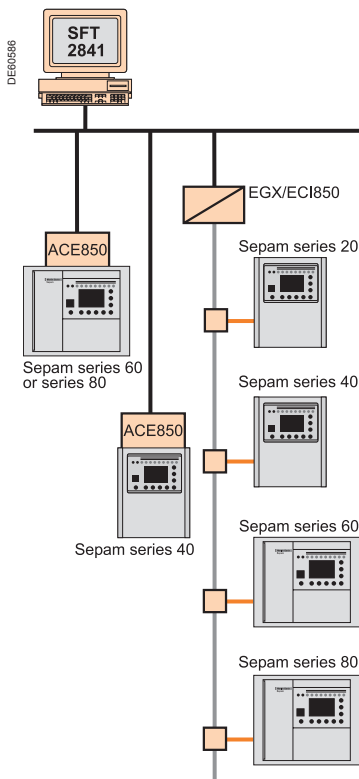 DE60586
SFT
2841
EGX/ECI850
ACE850
Sepam series 20
Sepam series 60
or series 80
Sepam series 40
ACE850
Sepam series 40
Sepam series 60
Sepam series 80